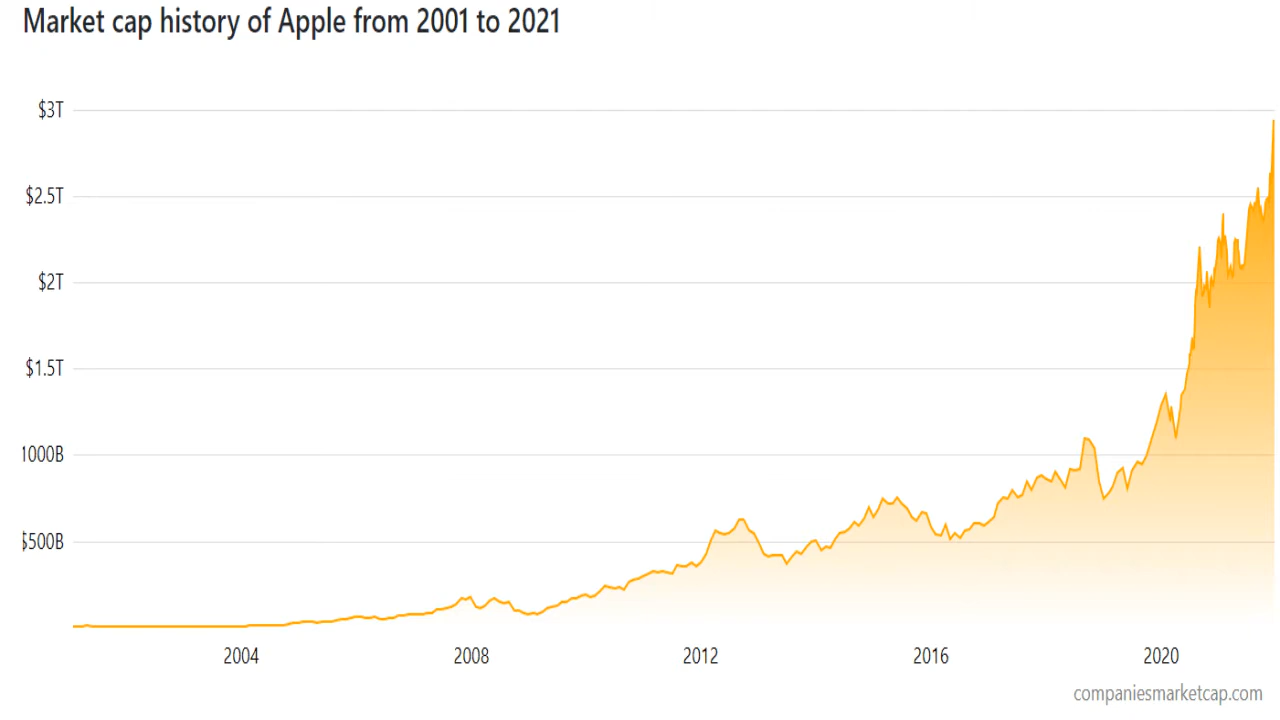 Market cap history of Apple from 2001 to 2021
$3T
$2.5T
$2T
$1.5T
1000B
$500B
2004 2008 2012 2016 2020
companiesmarketcap.com